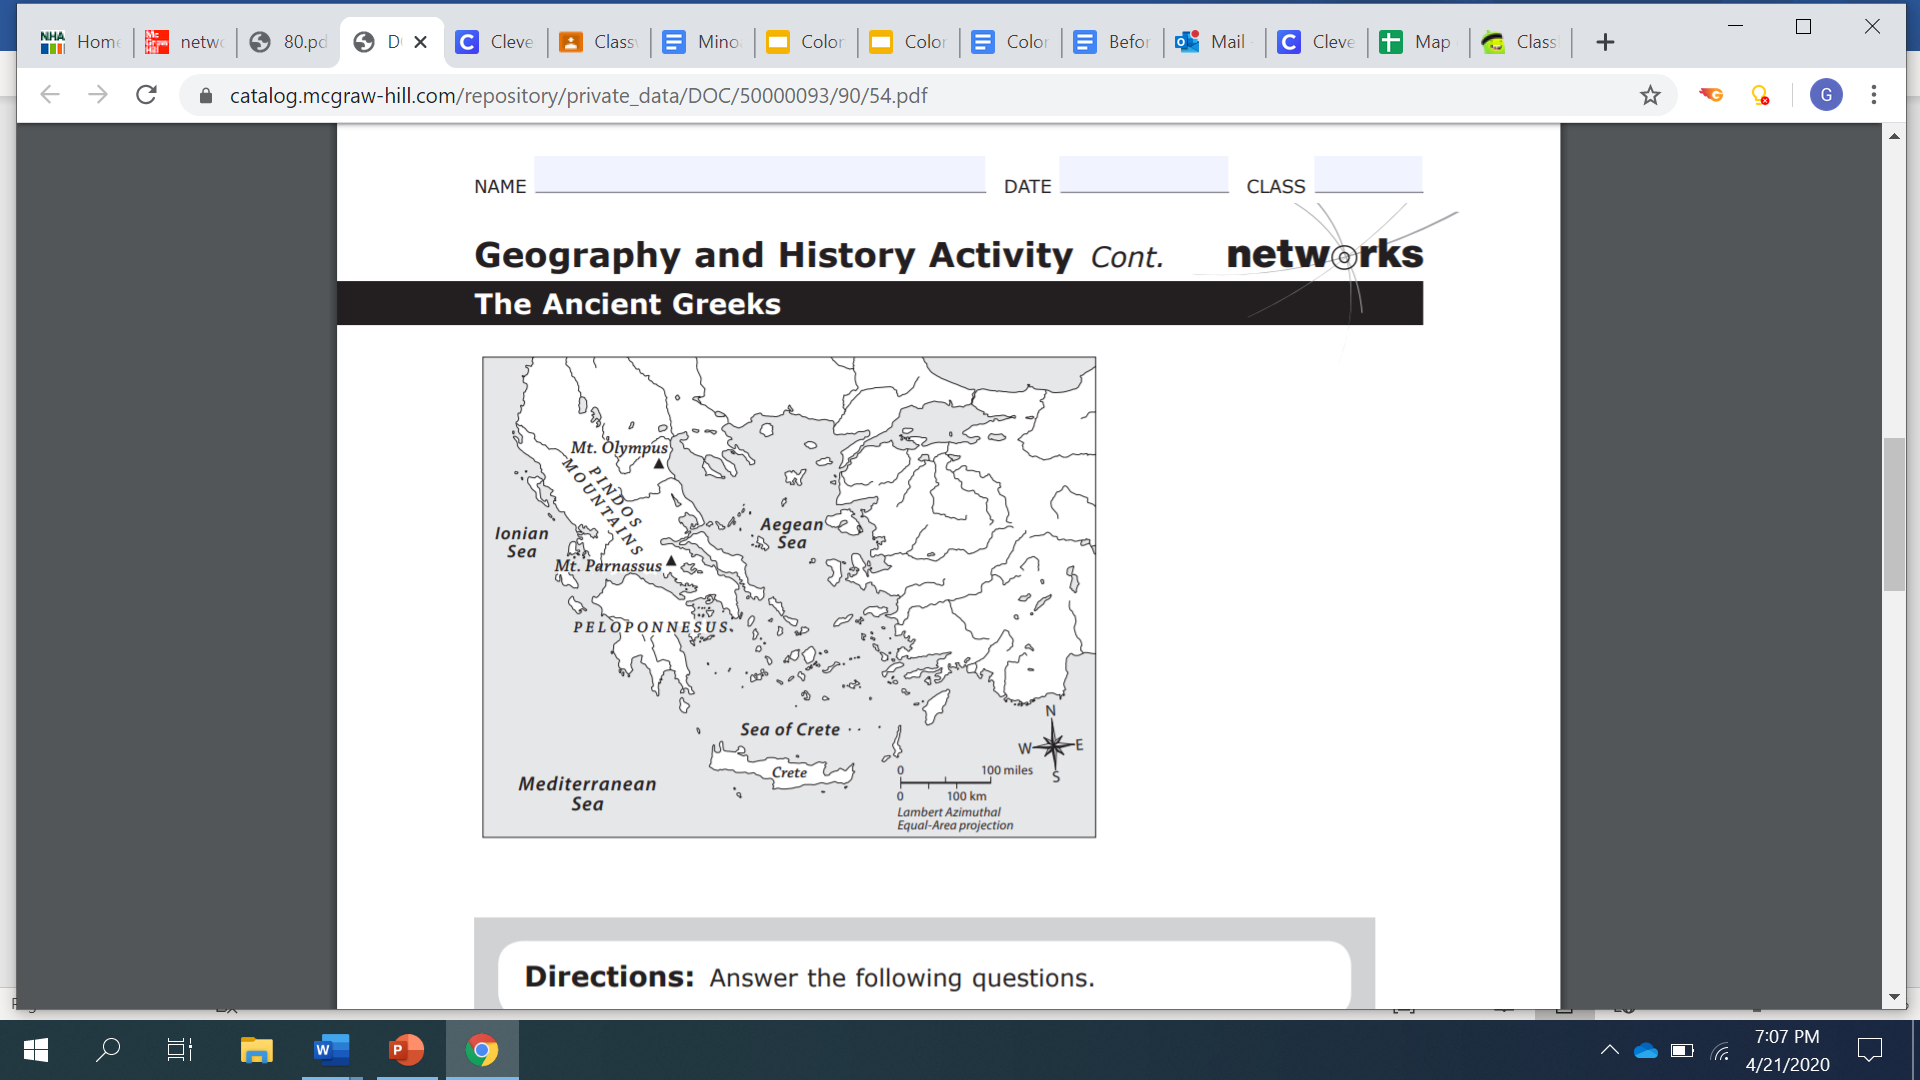 NHA Home
Mc Graw Hill netw
80.pd
D
Cleve
Class
Mino
Color
Color
Color
Befor
Mail
Cleve
Map
Class
catalog.mcgraw-hill.com/repository/private_data/DOC/50000093/90/54.pdf
G
NAME DATE CLASS
Geography and History Activity Cont. networks
The Ancient Greeks
Mt. Olympus
PINDOS
MOUNTAINS
Ionian
Sea
Aegean
Sea
Mt. Parnassus
PELOPONNESUS
Sea of Crete
Crete
Mediterranean
Sea
N
W E
S
0 100 miles
0 100 km
Lambert Azimuthal
Equal-Area projection
Directions: Answer the following questions.
7:07 PM
4/21/2020